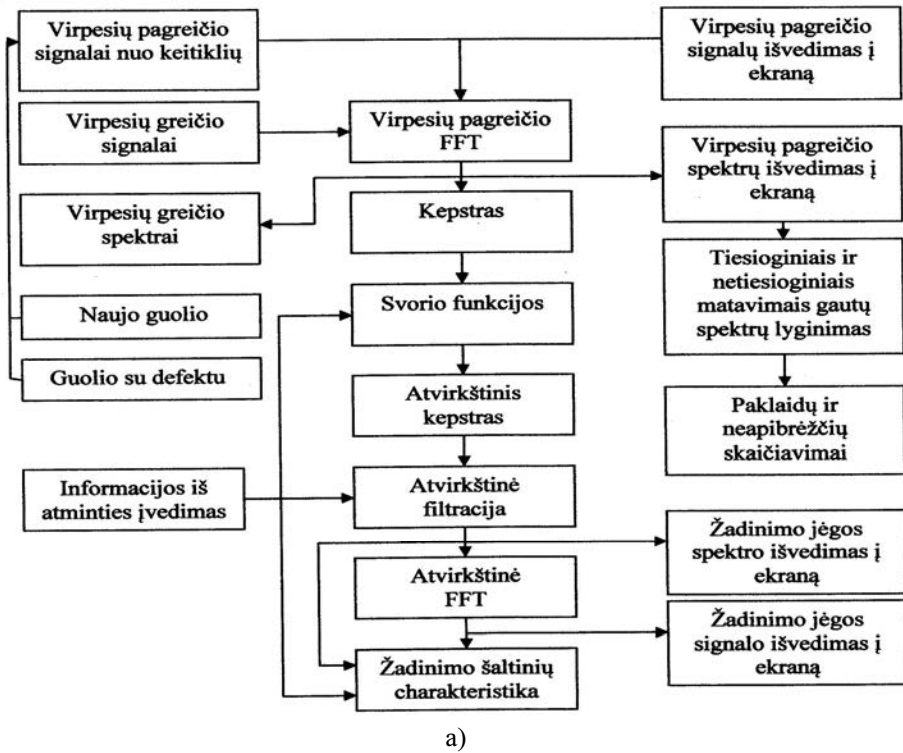 Virpesių pagreičio
signalai nuo keitiklių
Virpesių greičio
signalai
Virpesių greičio
spektrai
Naujo guolio
Guolio su defektu
Informacijos iš
atminties įvedimas
Virpesių pagreičio
FFT
Kepstras
Svorio funkcijos
Atvirkštinis
kepstras
Atvirkštinė
filtracija
Atvirkštinė
FFT
Žadinimo šaltinių
charakteristika
Virpesių pagreičio
signalų išvedimas į
ekraną
Virpesių pagreičio
spektrų išvedimas į
ekraną
Tiesioginiais ir
netiesioginiais
matavimais gautų
spektrų lyginimas
Paklaidų ir
neapibrėžčių
skaičiavimai
Žadinimo jėgos
spektro išvedimas į
ekraną
Žadinimo jėgos
signalo išvedimas į
ekraną
a)